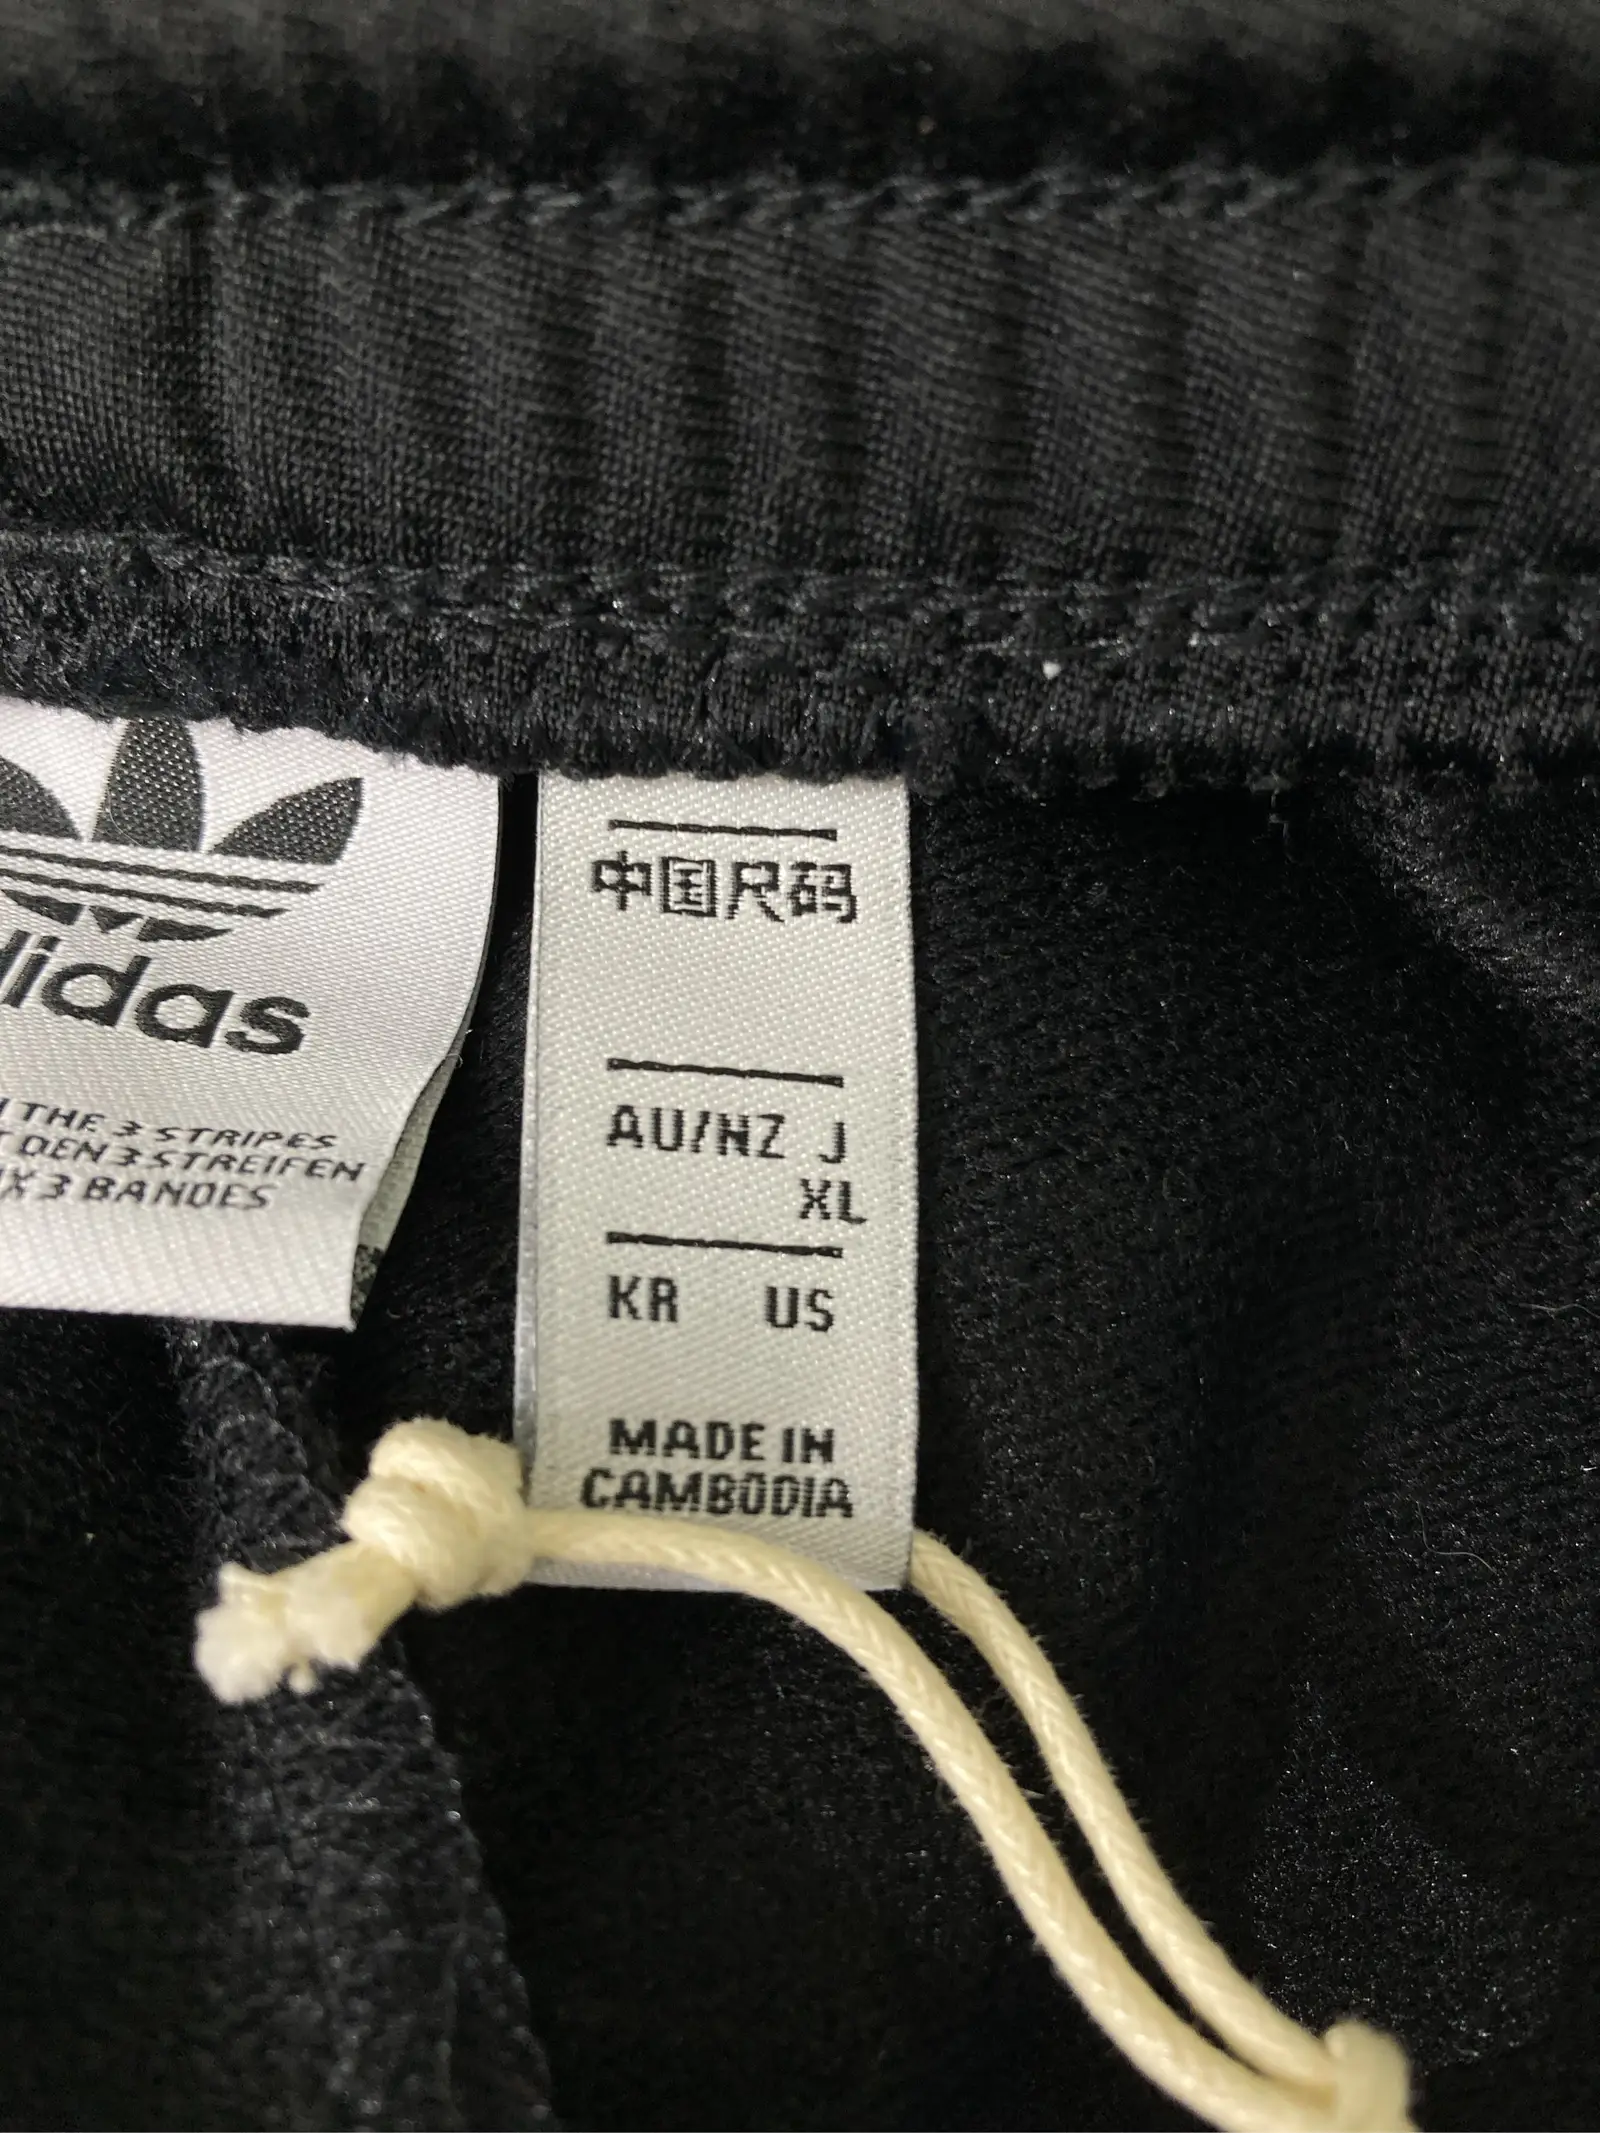 adidas
THE 3 STRIPES
DEN 3 STREIFEN
3 BANDES
中国尺码
AU/NZ J
XL
KR US
MADE IN
CAMBODIA